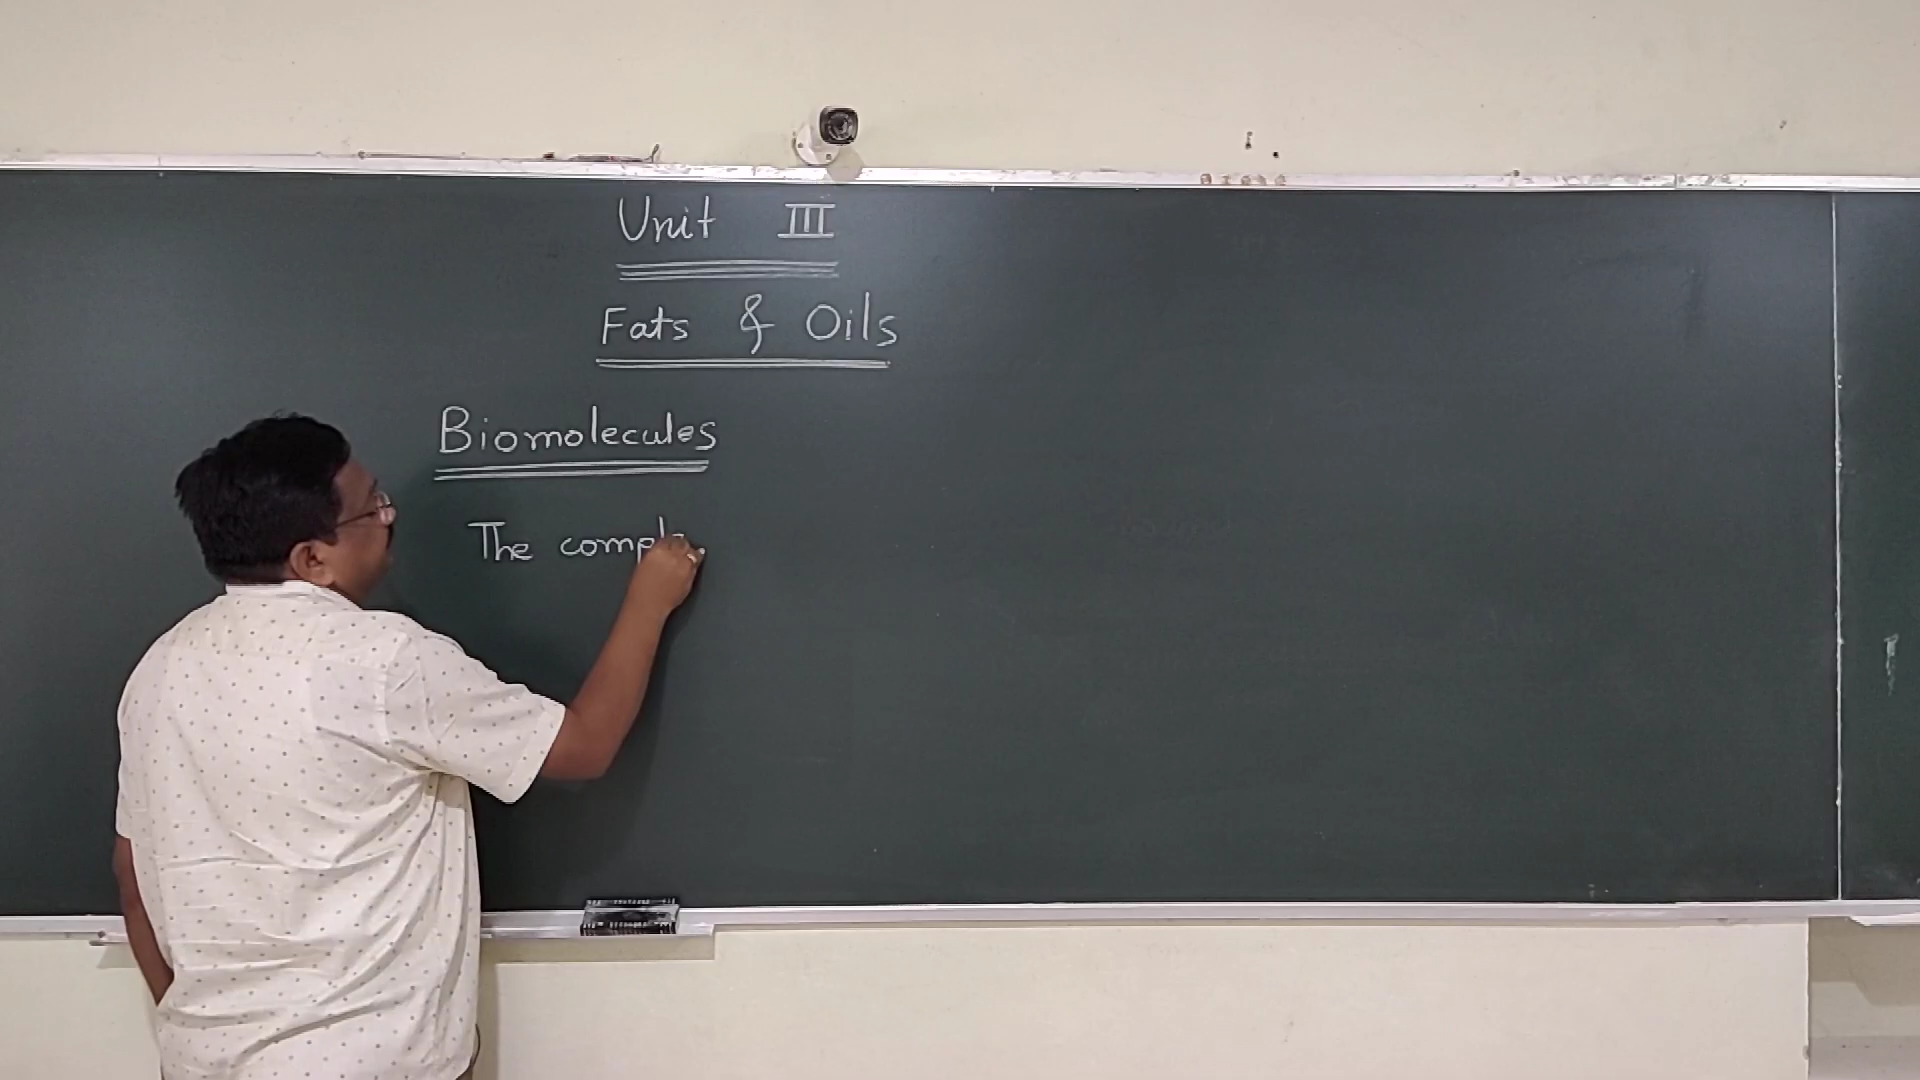 Unit III
Fats & Oils
Biomolecules
The comple